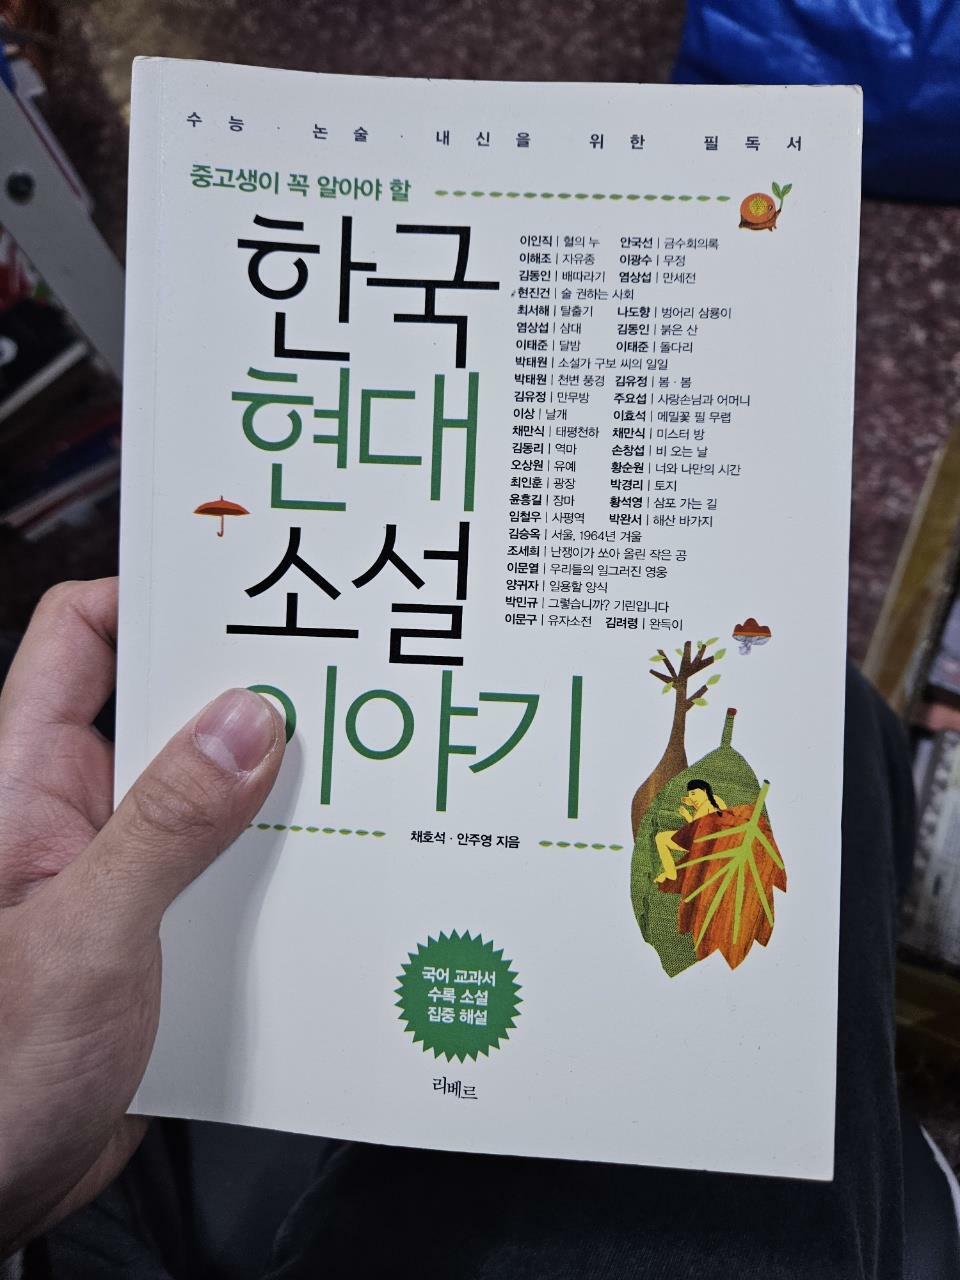 수능·논술·내신을 위한 필독서
중고생이 꼭 알아야 할
한국
현대
소설
이야기
이인직 | 혈의 누 안국선 | 금수회의록
이해조 | 자유종 이광수 | 무정
김동인 | 배따라기 염상섭 | 만세전
현진건 | 술 권하는 사회
최서해 | 탈출기 나도향 | 벙어리 삼룡이
염상섭 | 삼대 김동인 | 붉은 산
이태준 | 달밤 이태준 | 돌다리
박태원 | 소설가 구보 씨의 일일
박태원 | 천변 풍경 김유정 | 봄·봄
김유정 | 만무방 주요섭 | 사랑손님과 어머니
이상 | 날개 이효석 | 메밀꽃 필 무렵
채만식 | 태평천하 채만식 | 미스터 방
김동리 | 역마 손창섭 | 비 오는 날
오상원 | 유예 황순원 | 너와 나만의 시간
최인훈 | 광장 박경리 | 토지
윤흥길 | 장마 황석영 | 삼포 가는 길
임철우 | 사평역 박완서 | 해산 바가지
김승옥 | 서울, 1964년 겨울
조세희 | 난쟁이가 쏘아 올린 작은 공
이문열 | 우리들의 일그러진 영웅
양귀자 | 일용할 양식
박민규 | 그렇습니까? 기린입니다
이문구 | 유자소전 김려령 | 완득이
채호석·안주영 지음
국어 교과서
수록 소설
집중 해설
리베르